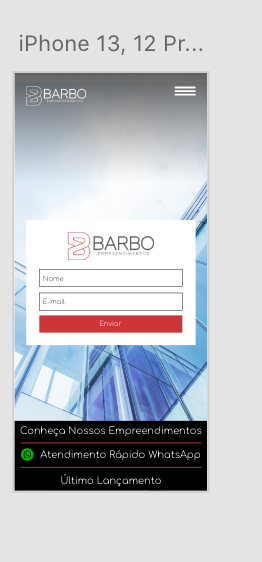 iPhone 13, 12 Pr...
BARBO
EMPREENDIMENTOS
BARBO
EMPREENDIMENTOS
Nome
E-mail
Enviar
Conheça Nossos Empreendimentos
Atendimento Rápido WhatsApp
Último Lançamento